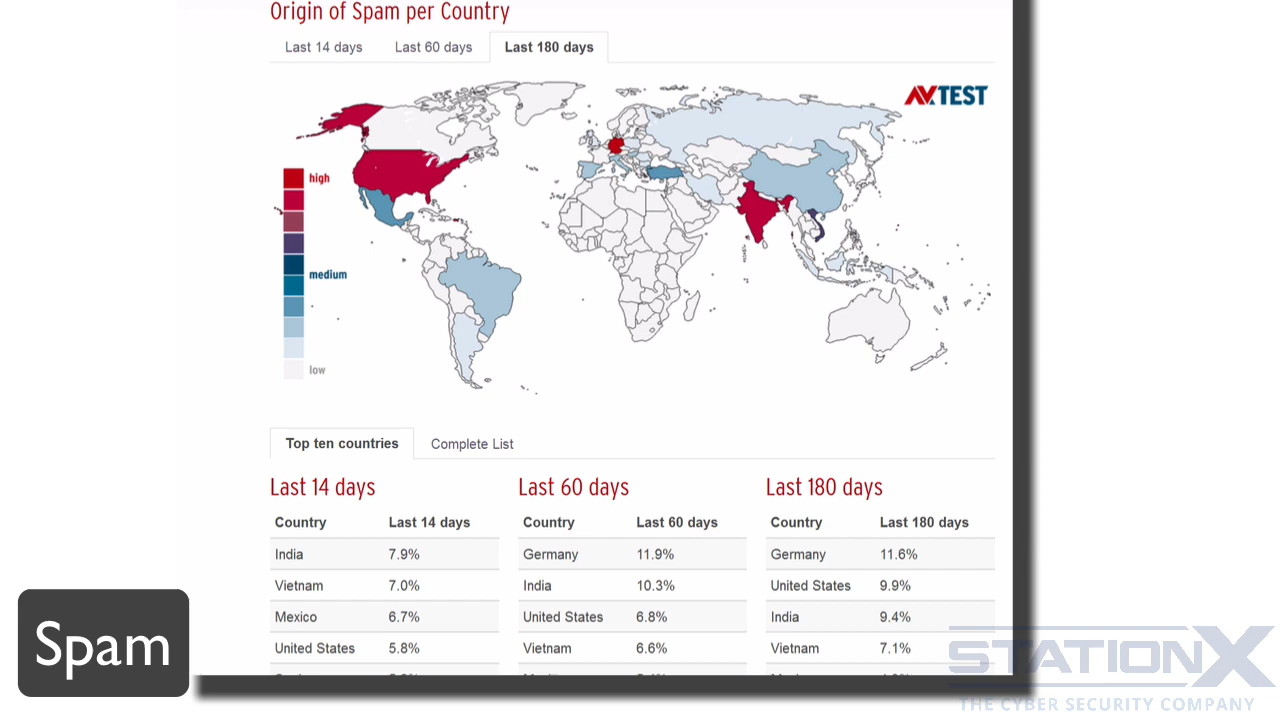 Origin of Spam per Country
Last 14 days Last 60 days Last 180 days
AVTEST
high
medium
low
Top ten countries Complete List
Last 14 days Last 60 days Last 180 days
Country Last 14 days Country Last 60 days Country Last 180 days
India 7.9% Germany 11.9% Germany 11.6%
Vietnam 7.0% India 10.3% United States 9.9%
Mexico 6.7% United States 6.8% India 9.4%
United States 5.8% Vietnam 6.6% Vietnam 7.1%
Spam
STATIONX
THE CYBER SECURITY COMPANY